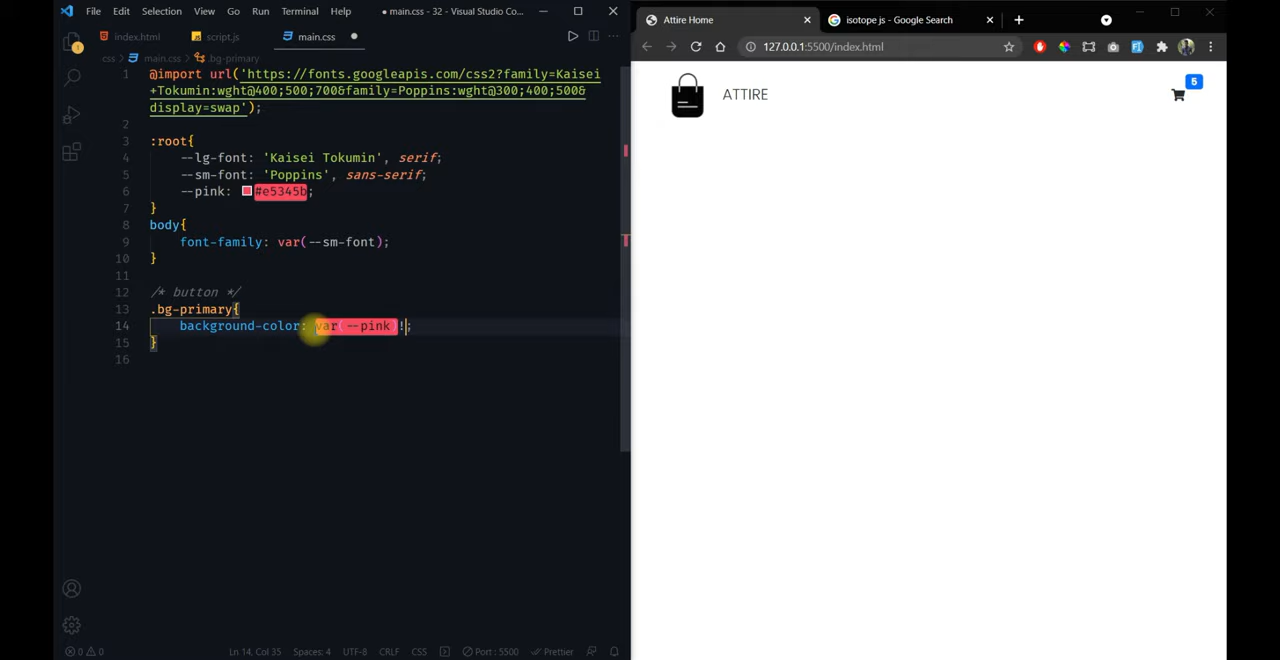 File Edit Selection View Go Run Terminal Help
● main.css - 32 - Visual Studio Co...
index.html script.js main.css
css > main.css > .bg-primary
1 @import url('https://fonts.googleapis.com/css2?family=Kaisei
+Tokumin:wght@400;500;700&family=Poppins:wght@300;400;500&
display=swap');
2
3 :root{
4 --lg-font: 'Kaisei Tokumin', serif;
5 --sm-font: 'Poppins', sans-serif;
6 --pink: #e5345b;
7 }
8 body{
9 font-family: var(--sm-font);
10 }
11
12 /* button */
13 .bg-primary{
14 background-color: var(--pink)!;
15 }
16
0 0 Ln 14, Col 35 Spaces: 4 UTF-8 CRLF CSS Port : 5500 Prettier
Attire Home
isotope js - Google Search
127.0.0.1:5500/index.html
ATTIRE
5